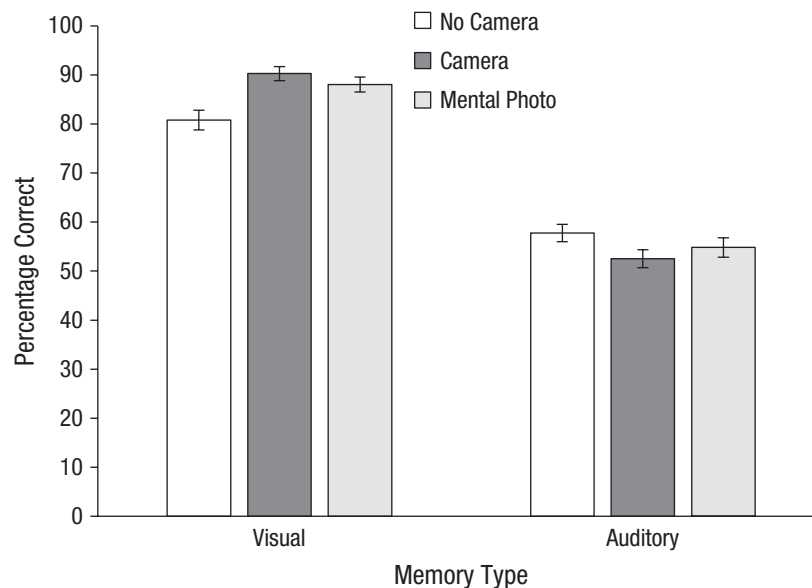 100
90
80
70
60
50
40
30
20
10
0
Percentage Correct
No Camera
Camera
Mental Photo
Visual
Auditory
Memory Type